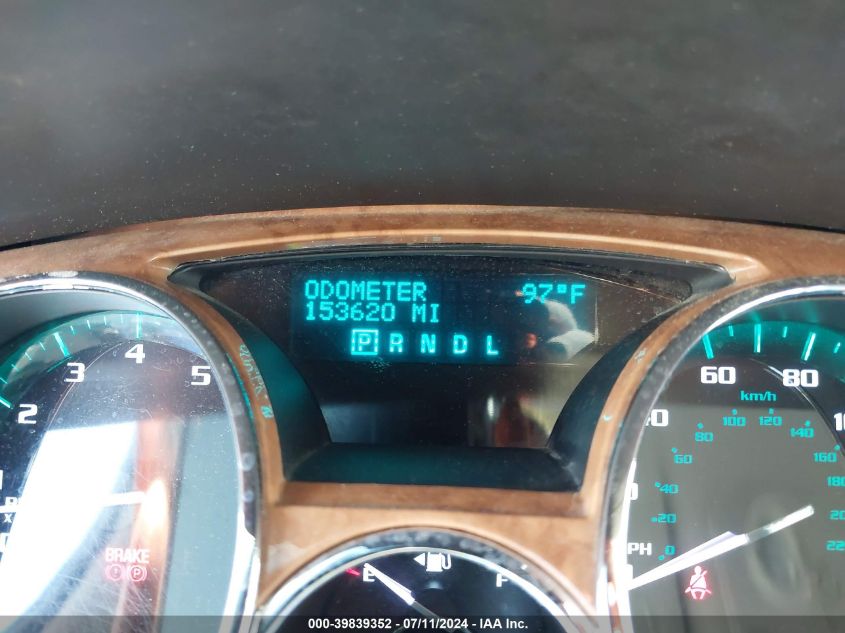 ODOMETER 97°F
153620 MI
P R N D L
2 3 4 5
60 80
km/h
0 20 40 60 80 100 120 140 160
MPH
BRAKE
E F
000-39839352 / 07/11/2024 - IAA Inc.